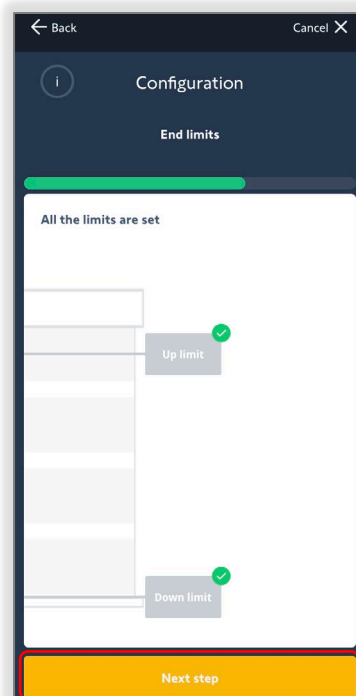 Back
Cancel X
i
Configuration
End limits
All the limits are set
Up limit
Down limit
Next step